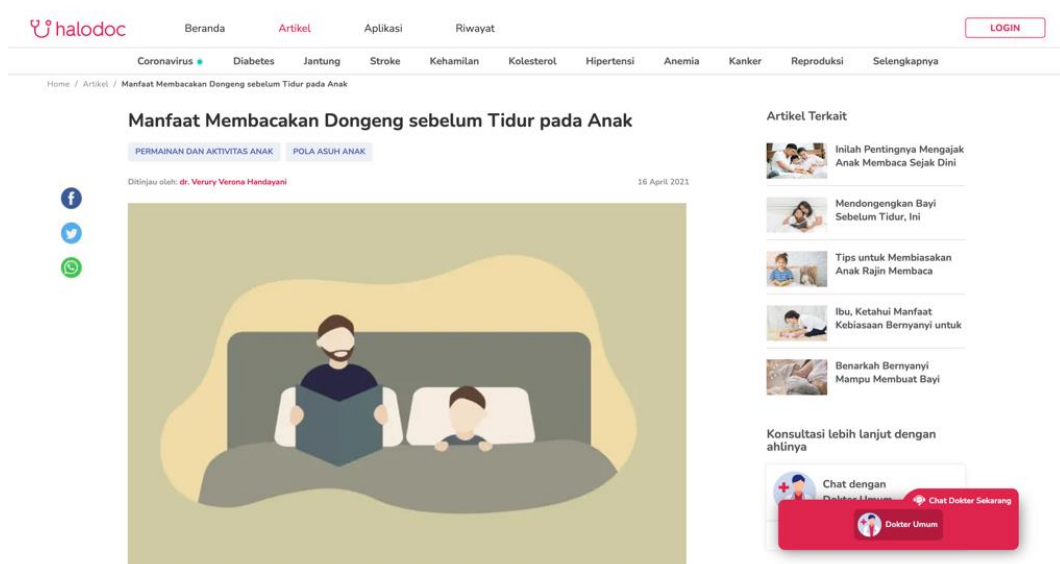 halodoc
Beranda Artikel Aplikasi Riwayat
LOGIN
Coronavirus Diabetes Jantung Stroke Kehamilan Kolesterol Hipertensi Anemia Kanker Reproduksi Selengkapnya
Home / Artikel / Manfaat Membacakan Dongeng sebelum Tidur pada Anak
Manfaat Membacakan Dongeng sebelum Tidur pada Anak
PERMAINAN DAN AKTIVITAS ANAK POLA ASUH ANAK
Ditinjau oleh: dr. Verury Verona Handayani
16 April 2021
Artikel Terkait
Inilah Pentingnya Mengajak
Anak Membaca Sejak Dini
Mendongengkan Bayi
Sebelum Tidur, Ini
Tips untuk Membiasakan
Anak Rajin Membaca
Ibu, Ketahui Manfaat
Kebiasaan Bernyanyi untuk
Benarkah Bernyanyi
Mampu Membuat Bayi
Konsultasi lebih lanjut dengan
ahlinya
Chat dengan
Dokter Umum
Chat Dokter Sekarang
Dokter Umum